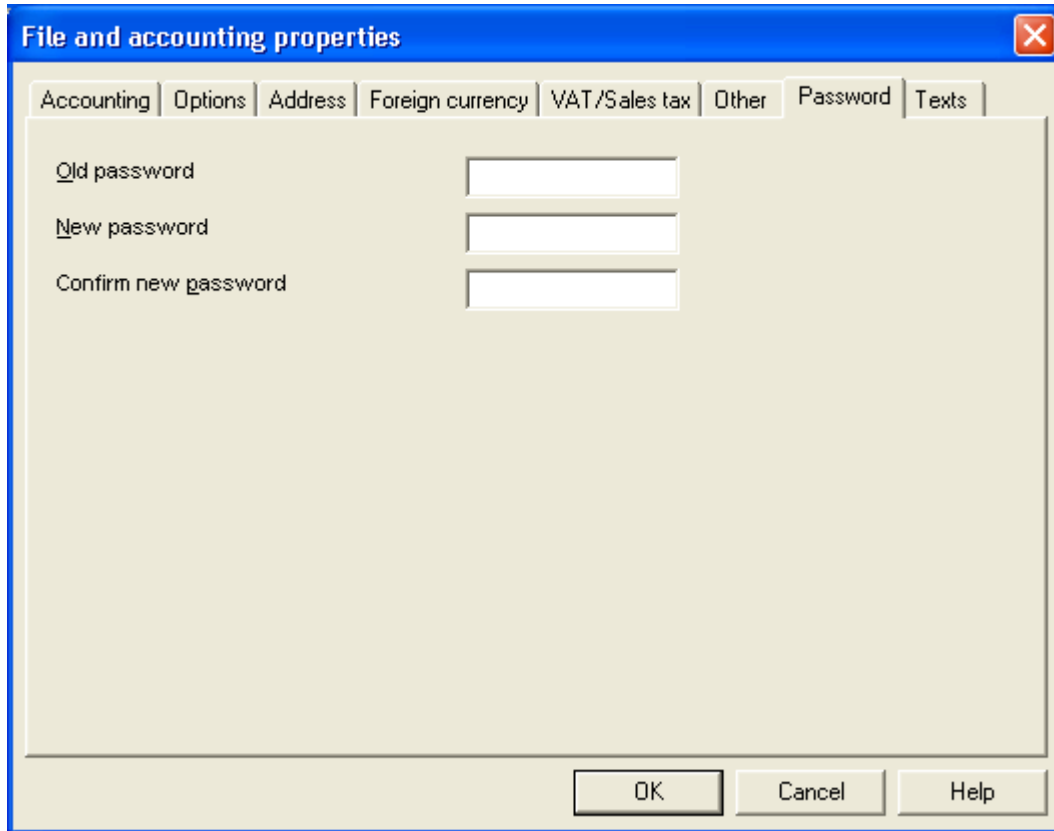 File and accounting properties
Accounting Options Address Foreign currency VAT/Sales tax Other Password Texts
Old password
New password
Confirm new password
OK Cancel Help